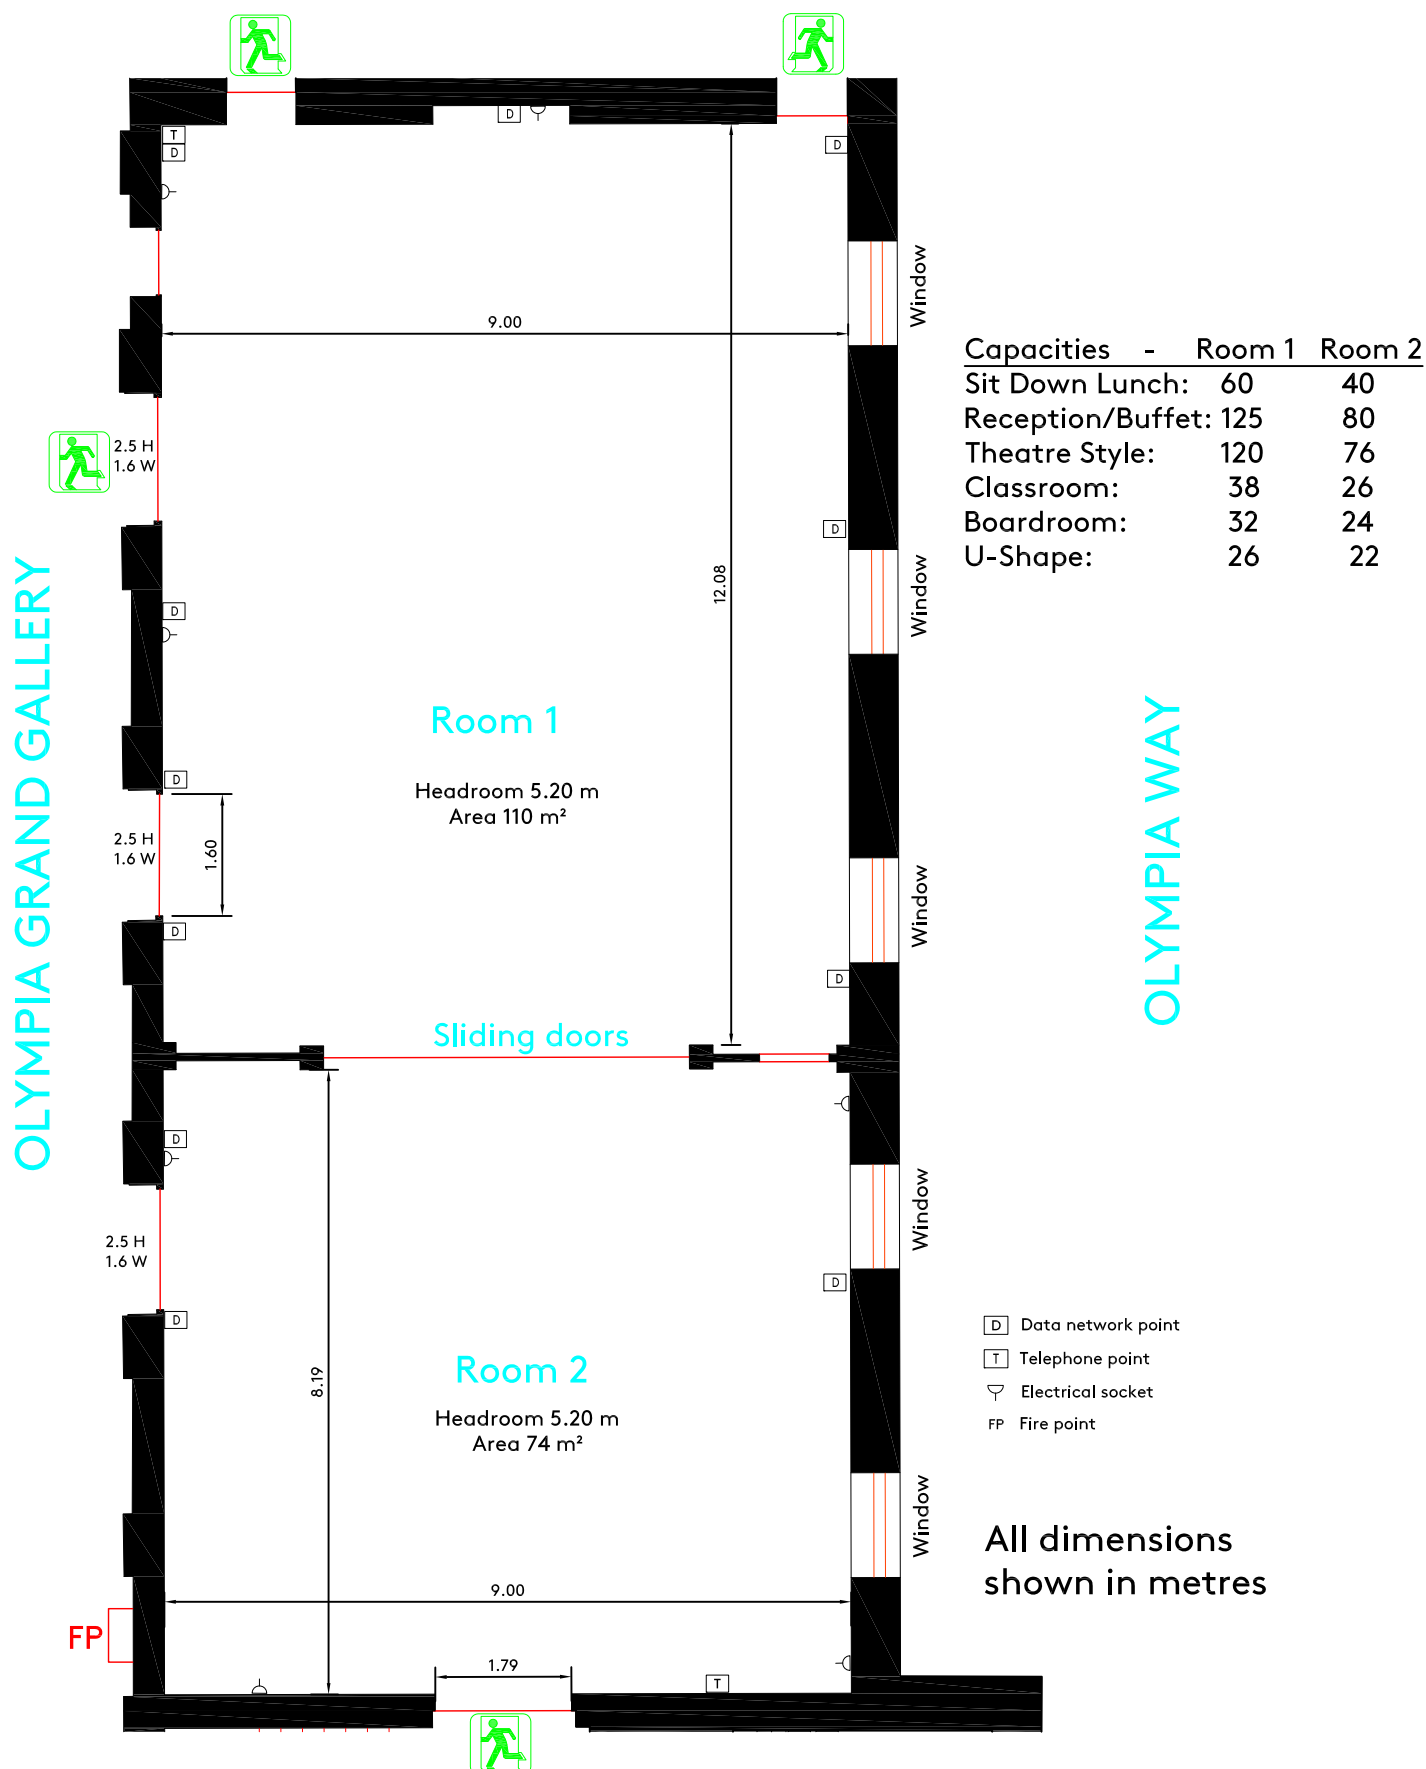 D
T
D
D
Window
9.00
Capacities - Room 1 Room 2
Sit Down Lunch: 60 40
Reception/Buffet: 125 80
Theatre Style: 120 76
Classroom: 38 26
Boardroom: 32 24
U-Shape: 26 22
2.5 H
1.6 W
D
12.08
Window
D
OLYMPIA GRAND GALLERY
Room 1
OLYMPIA WAY
D
Headroom 5.20 m
Area 110 m²
2.5 H
1.6 W
1.60
Window
D
D
Sliding doors
D
Window
2.5 H
1.6 W
D
D
8.19
Room 2
Headroom 5.20 m
Area 74 m²
D Data network point
T Telephone point
Electrical socket
FP Fire point
Window
All dimensions
shown in metres
9.00
FP
1.79
T